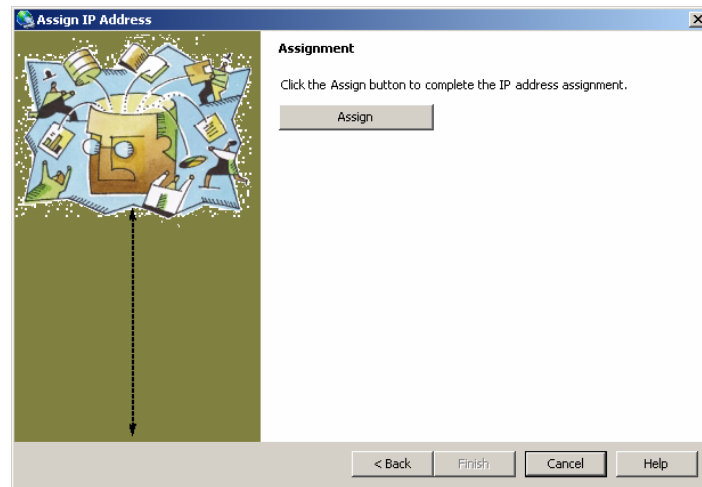 Assign IP Address
Assignment
Click the Assign button to complete the IP address assignment.
Assign
< Back
Finish
Cancel
Help